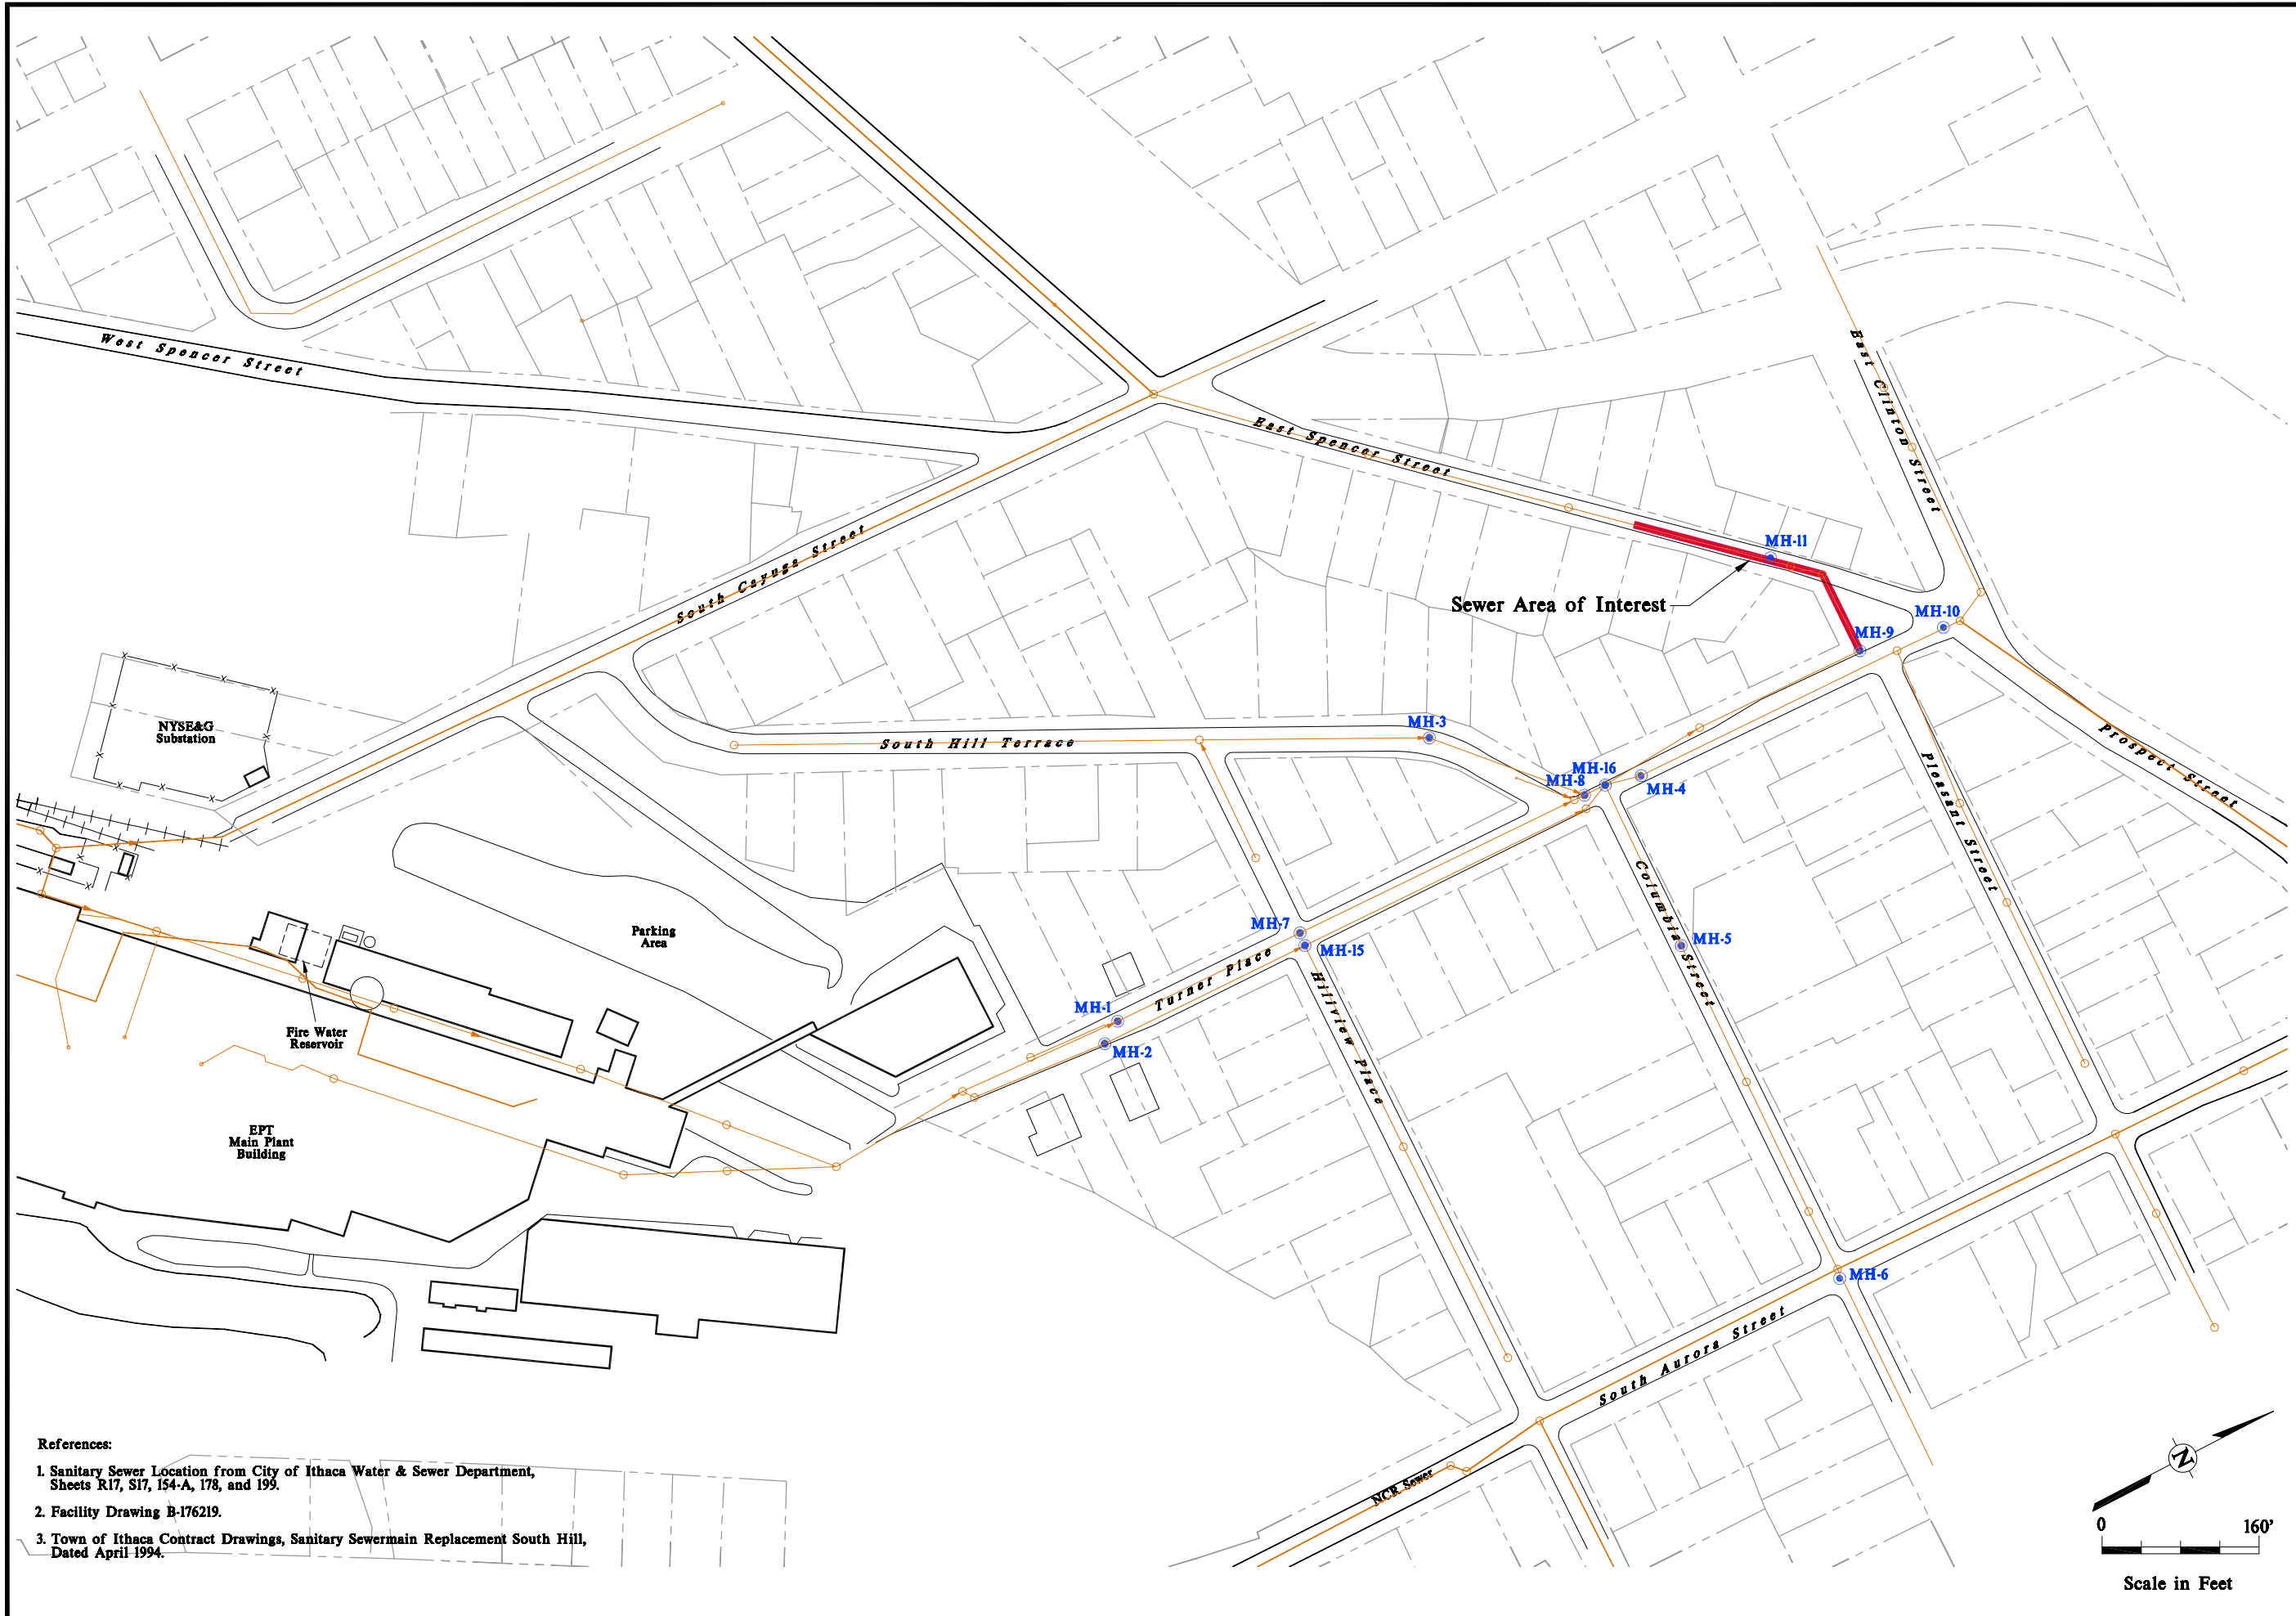 West Spencer Street
East Clinton Street
East Spencer Street
South Cayuga Street
MH-11
Sewer Area of Interest
MH-10
MH-9
NYSE&G
Substation
MH-3
South Hill Terrace
Prospect Street
Pleasant Street
MH-16
MH-8
MH-4
Columbia Street
MH-5
Parking
Area
MH-7
MH-15
Turner Place
Hillview Place
MH-1
MH-2
Fire Water
Reservoir
EPT
Main Plant
Building
MH-6
South Aurora Street
NCR Sewer
References:
1. Sanitary Sewer Location from City of Ithaca Water & Sewer Department,
Sheets R17, S17, 154-A, 178, and 199.
2. Facility Drawing B-176219.
3. Town of Ithaca Contract Drawings, Sanitary Sewermain Replacement South Hill,
Dated April 1994.
N
0 160'
Scale in Feet